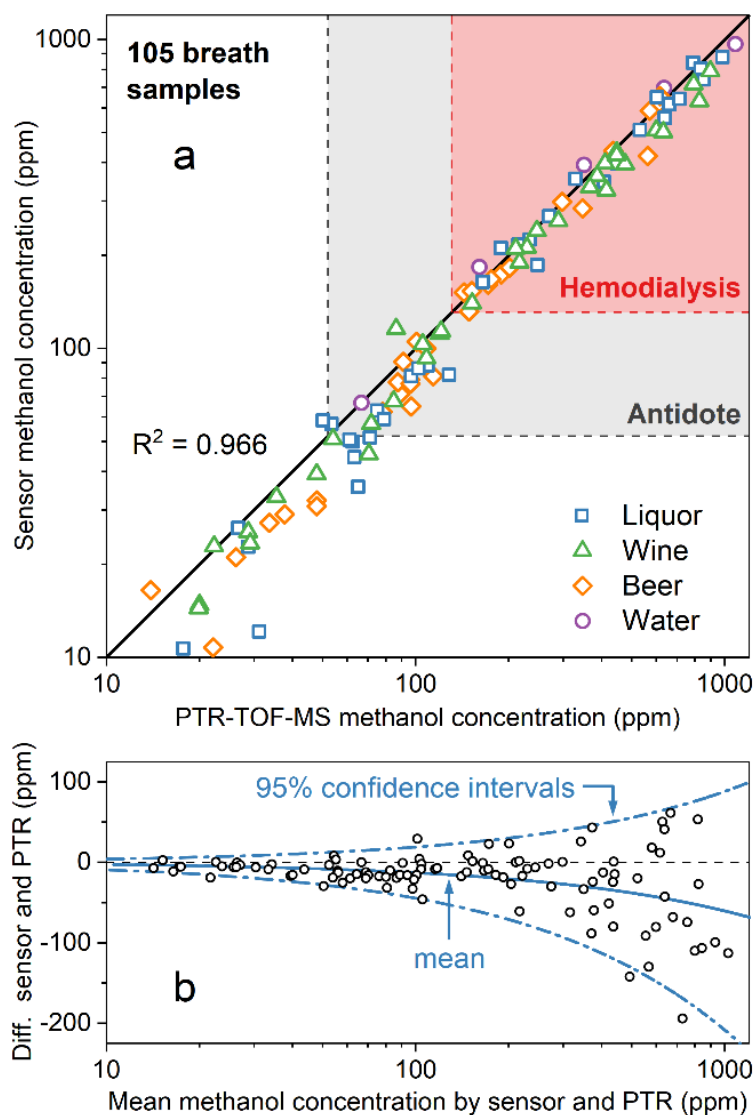 1000
105 breath
samples
a
Sensor methanol concentration (ppm)
Hemodialysis
100
Antidote
R² = 0.966
Liquor
Wine
Beer
Water
10
10
100
1000
PTR-TOF-MS methanol concentration (ppm)
100
95% confidence intervals
0
-100
mean
b
-200
Diff. sensor and PTR (ppm)
10
100
1000
Mean methanol concentration by sensor and PTR (ppm)